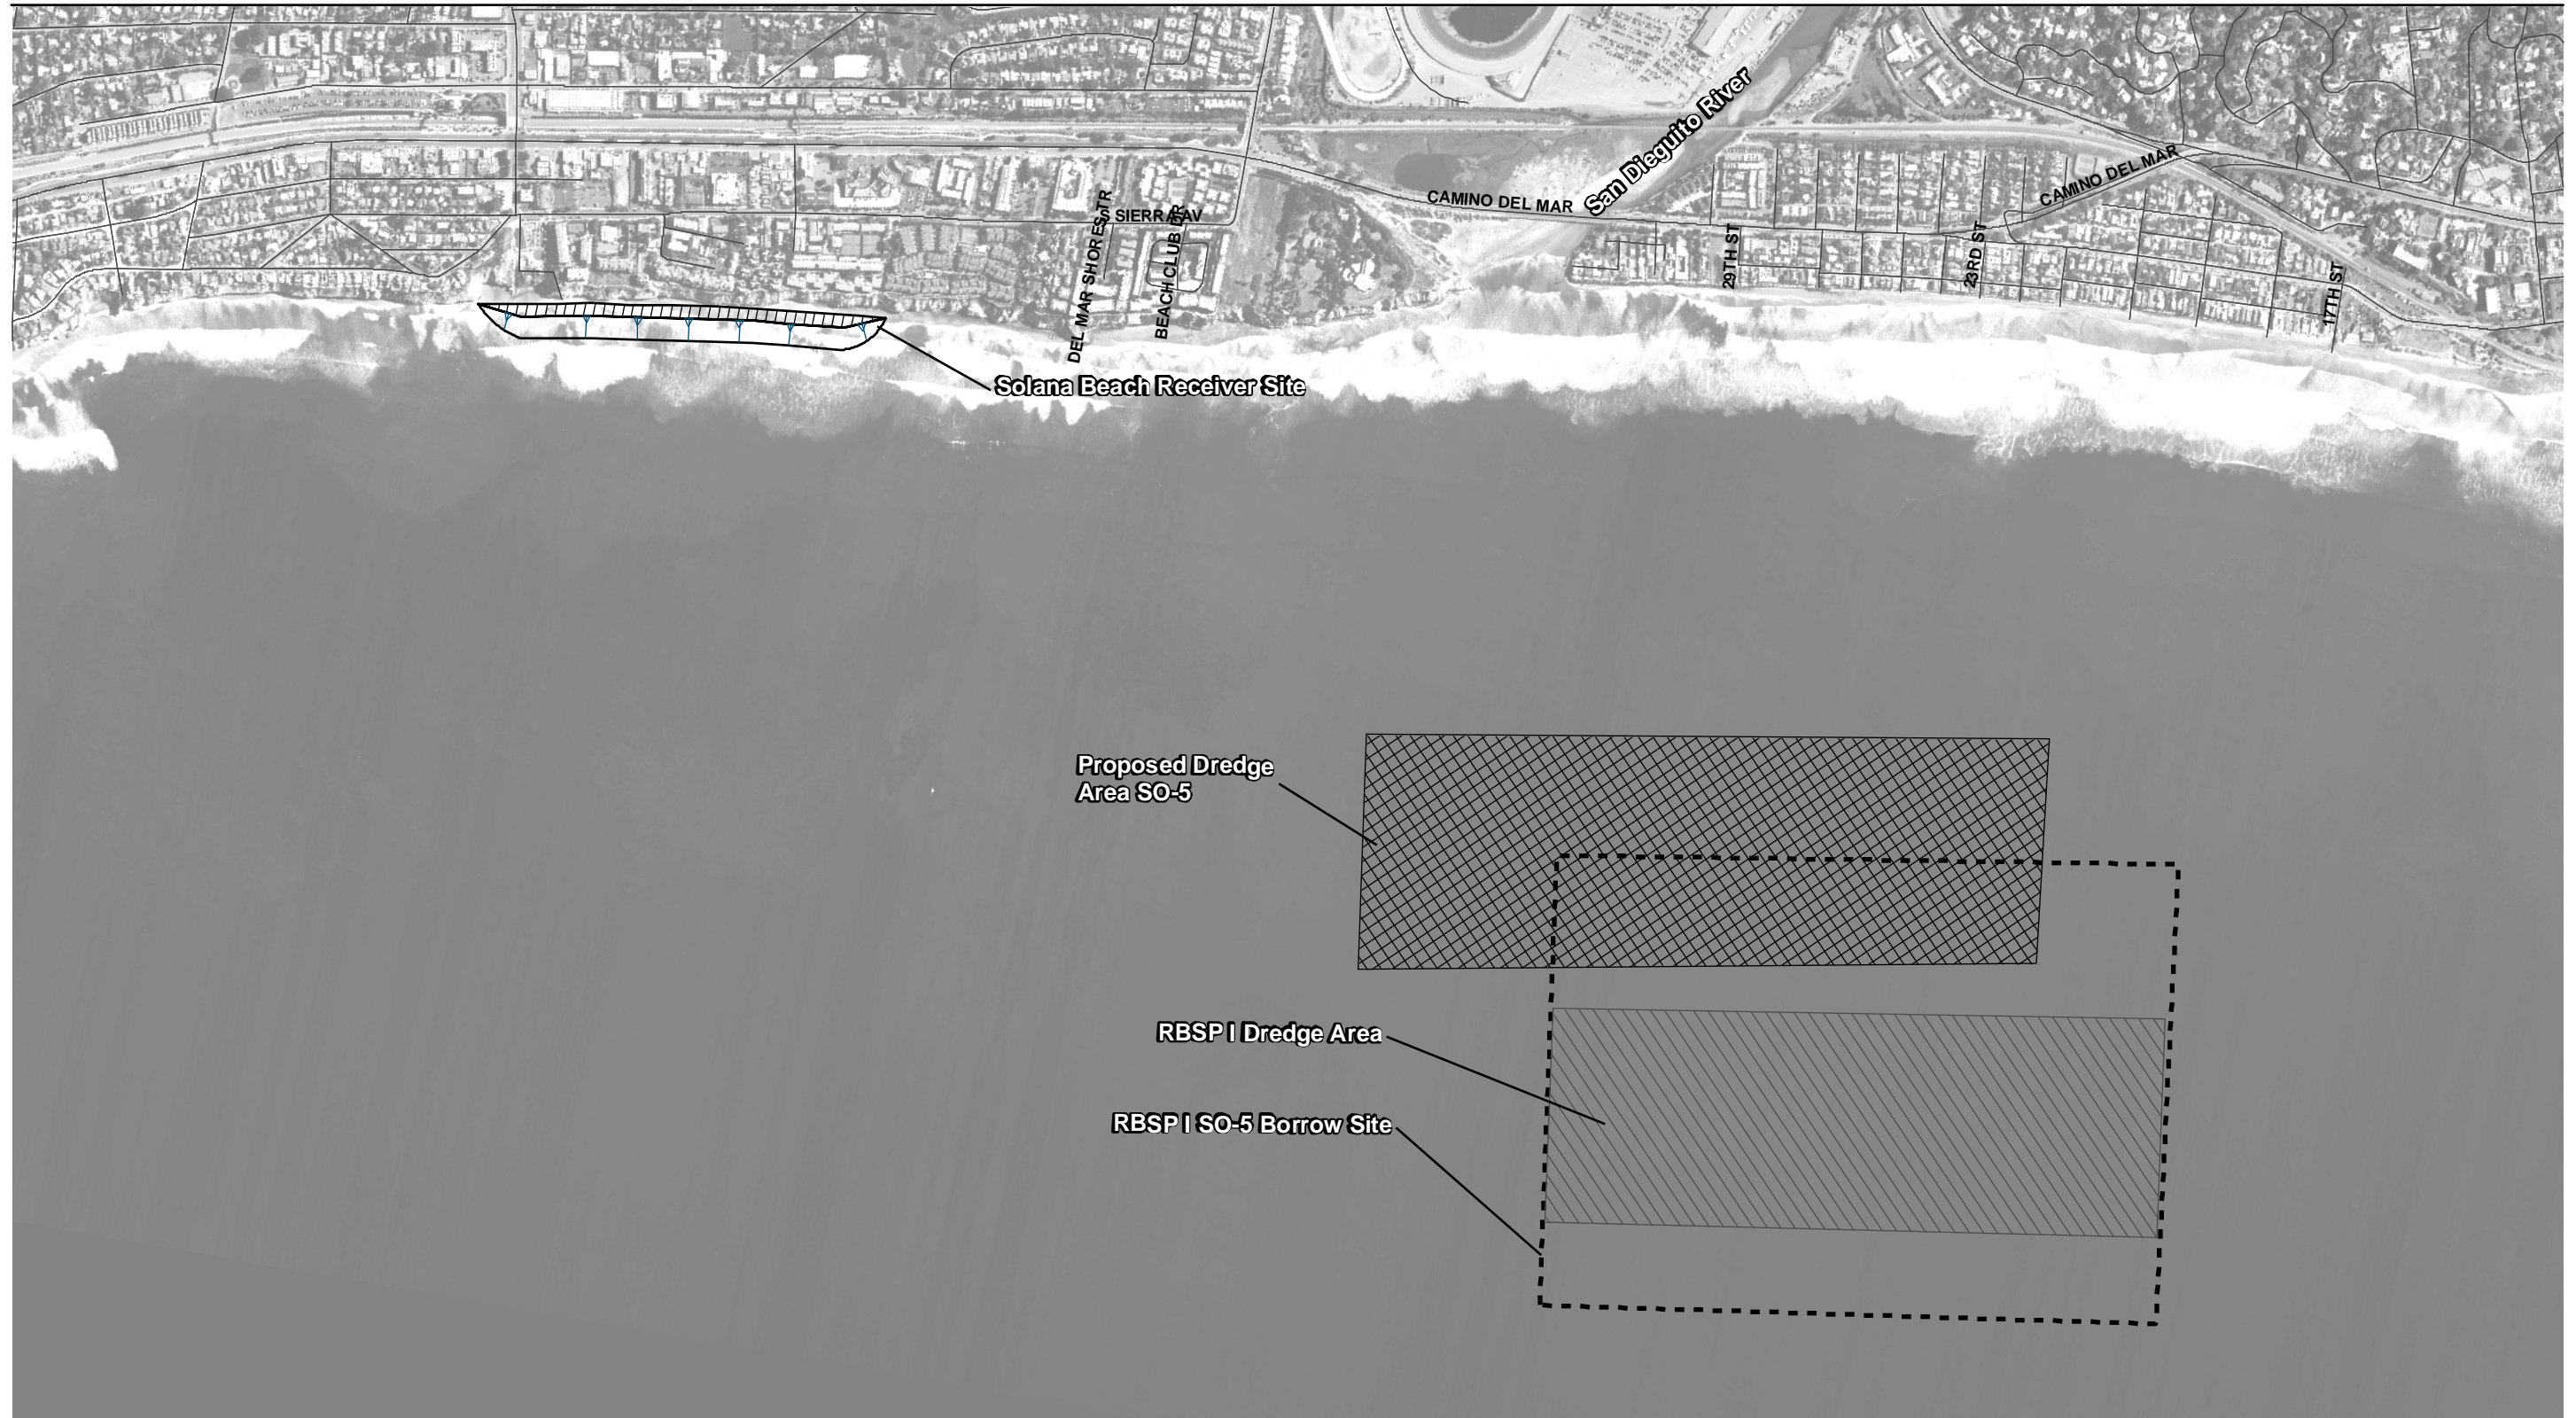 San Dieguito River
CAMINO DEL MAR
CAMINO DEL MAR
S SIERRA AV
DEL MAR SHORES TR
BEACH CLUB DR
29TH ST
23RD ST
17TH ST
Solana Beach Receiver Site
Proposed Dredge
Area SO-5
RBSP I Dredge Area
RBSP I SO-5 Borrow Site